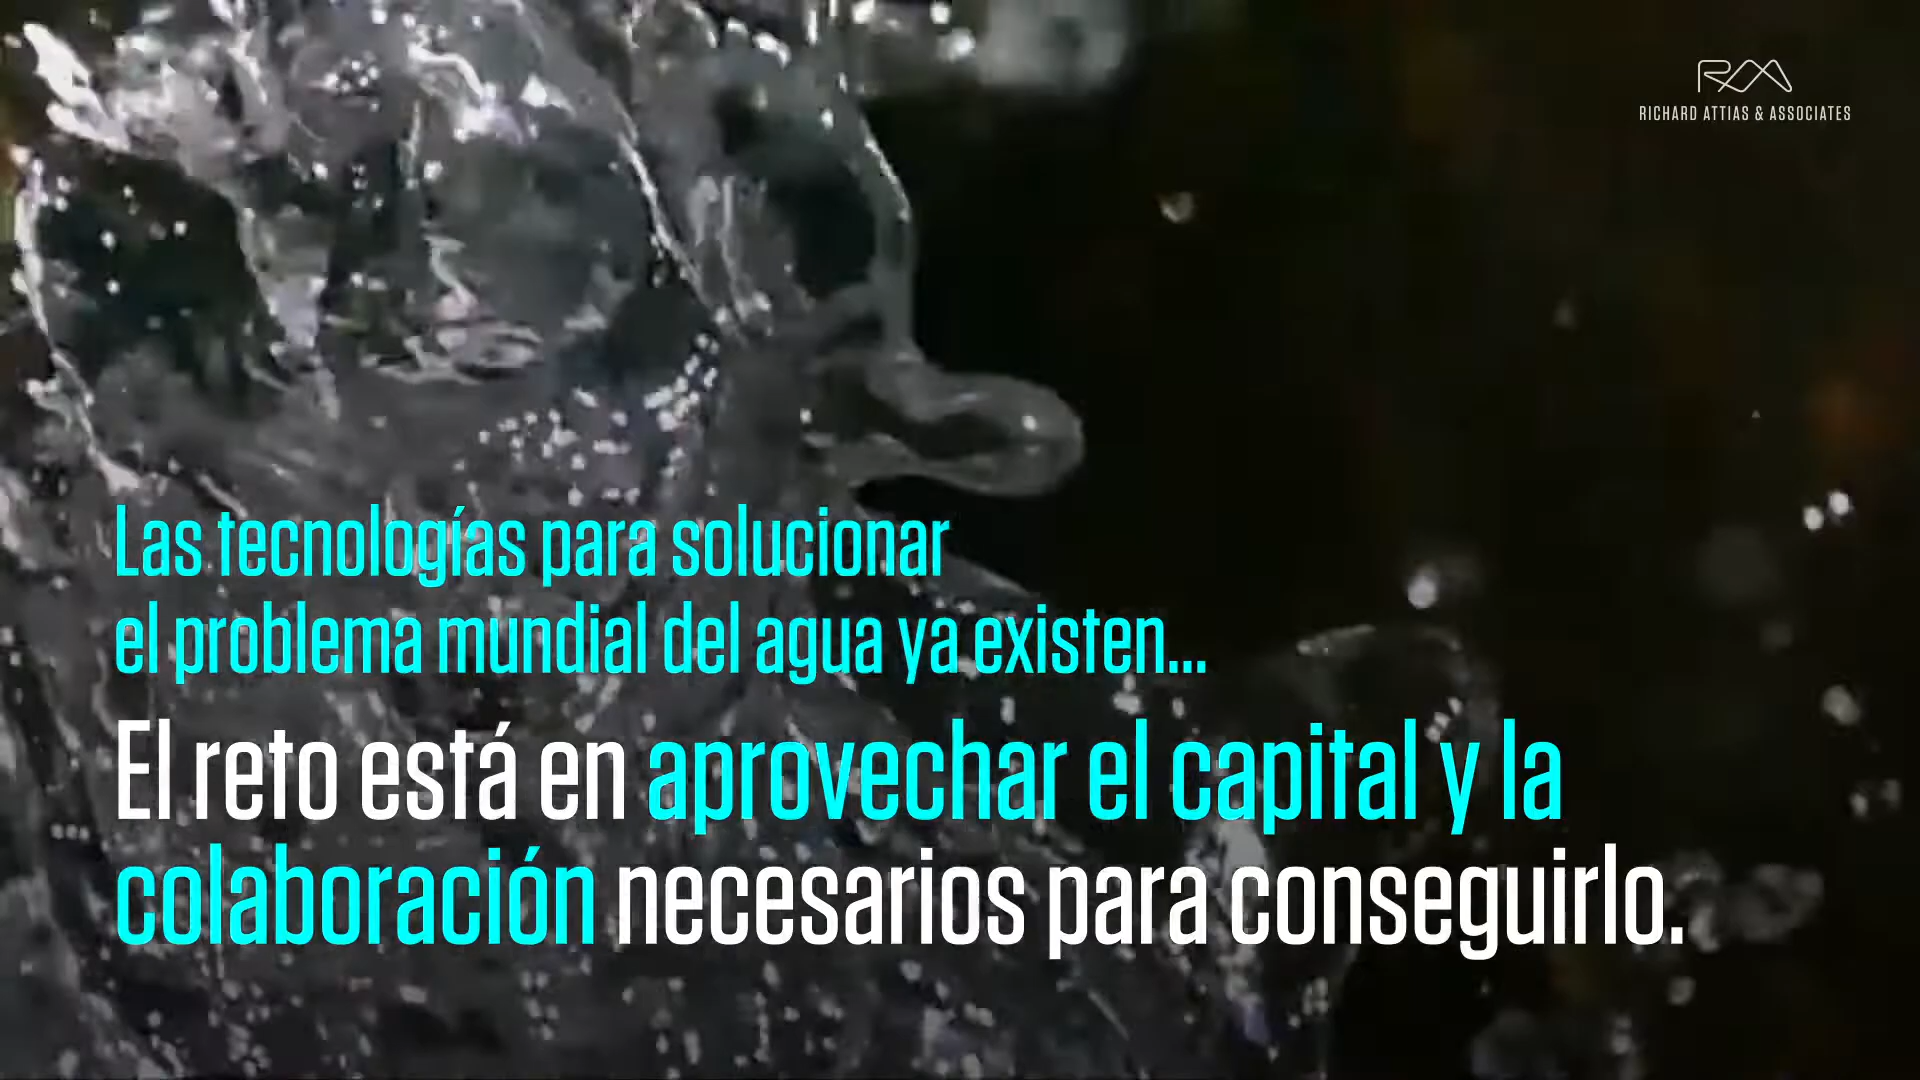 RICHARD ATTIAS & ASSOCIATES
Las tecnologías para solucionar
el problema mundial del agua ya existen...
El reto está en aprovechar el capital y la
colaboración necesarios para conseguirlo.